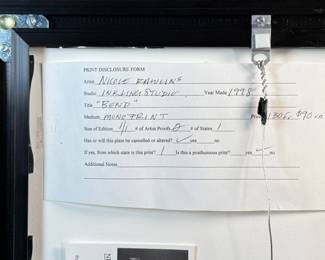 PRINT DISCLOSURE FORM
Artist NICOLE RAWLINS
Studio INKLING STUDIO Year Made 1998
Title "BEND"
Medium MONOPRINT
Size of Edition 1/1 # of Artist Proofs 0 # of States 1
Has or will this plate be cancelled or altered? ✓ yes no
If yes, from which state is this print? 1 Is this a posthumous print? yes ✓ no
Additional Notes